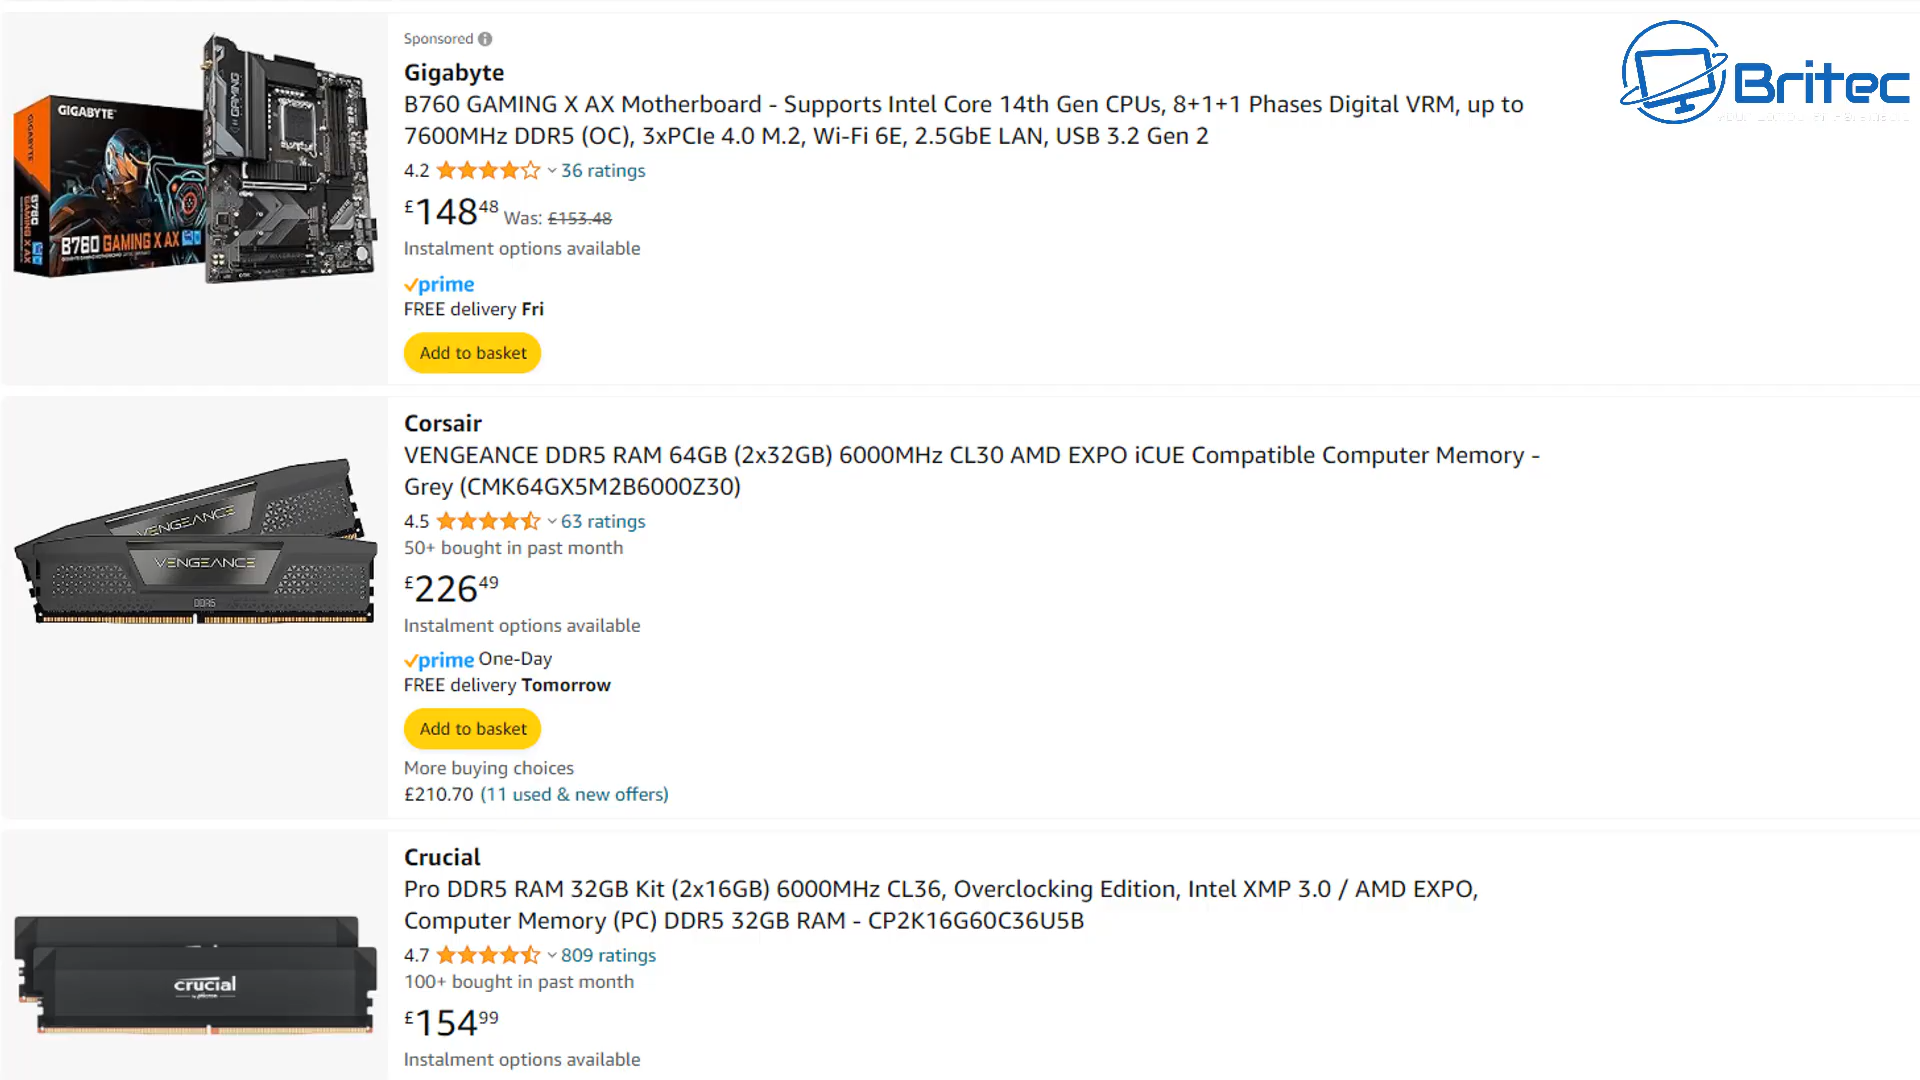 Sponsored
Gigabyte
B760 GAMING X AX Motherboard - Supports Intel Core 14th Gen CPUs, 8+1+1 Phases Digital VRM, up to
7600MHz DDR5 (OC), 3xPCIe 4.0 M.2, Wi-Fi 6E, 2.5GbE LAN, USB 3.2 Gen 2
4.2 36 ratings
£148.48 Was: £153.48
Instalment options available
prime
FREE delivery Fri
Add to basket
GIGABYTE
GIGABYTE
B760 GAMING X AX
B760 GAMING X AX
GAMING
GIGABYTE
Britec
Corsair
VENGEANCE DDR5 RAM 64GB (2x32GB) 6000MHz CL30 AMD EXPO iCUE Compatible Computer Memory -
Grey (CMK64GX5M2B6000Z30)
4.5 63 ratings
50+ bought in past month
£226.49
Instalment options available
prime One-Day
FREE delivery Tomorrow
Add to basket
More buying choices
£210.70 (11 used & new offers)
VENGEANCE
VENGEANCE
DDR5
Crucial
Pro DDR5 RAM 32GB Kit (2x16GB) 6000MHz CL36, Overclocking Edition, Intel XMP 3.0 / AMD EXPO,
Computer Memory (PC) DDR5 32GB RAM - CP2K16G60C36U5B
4.7 809 ratings
100+ bought in past month
£154.99
Instalment options available
crucial